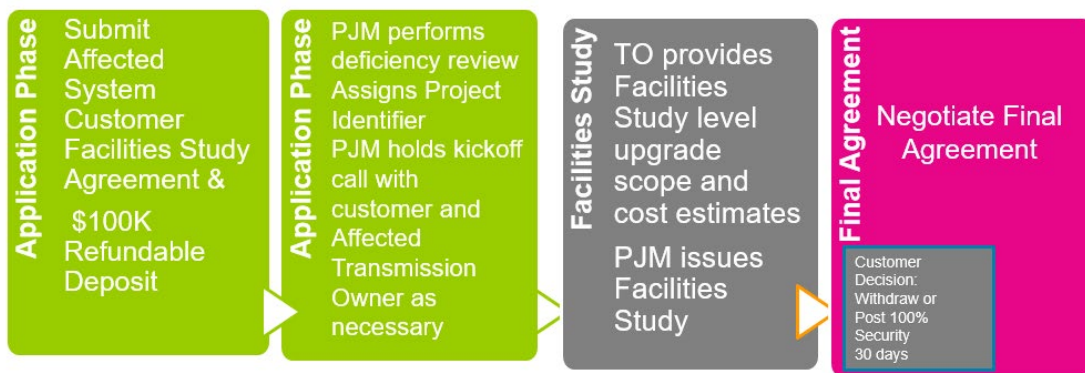 Application Phase
Submit
Affected
System
Customer
Facilities Study
Agreement &
$100K
Refundable
Deposit
Application Phase
PJM performs
deficiency review
Assigns Project
Identifier
PJM holds kickoff
call with
customer and
Affected
Transmission
Owner as
necessary
Facilities Study
TO provides
Facilities
Study level
upgrade
scope and
cost estimates
PJM issues
Facilities
Study
Final Agreement
Negotiate Final
Agreement
Customer
Decision:
Withdraw or
Post 100%
Security
30 days